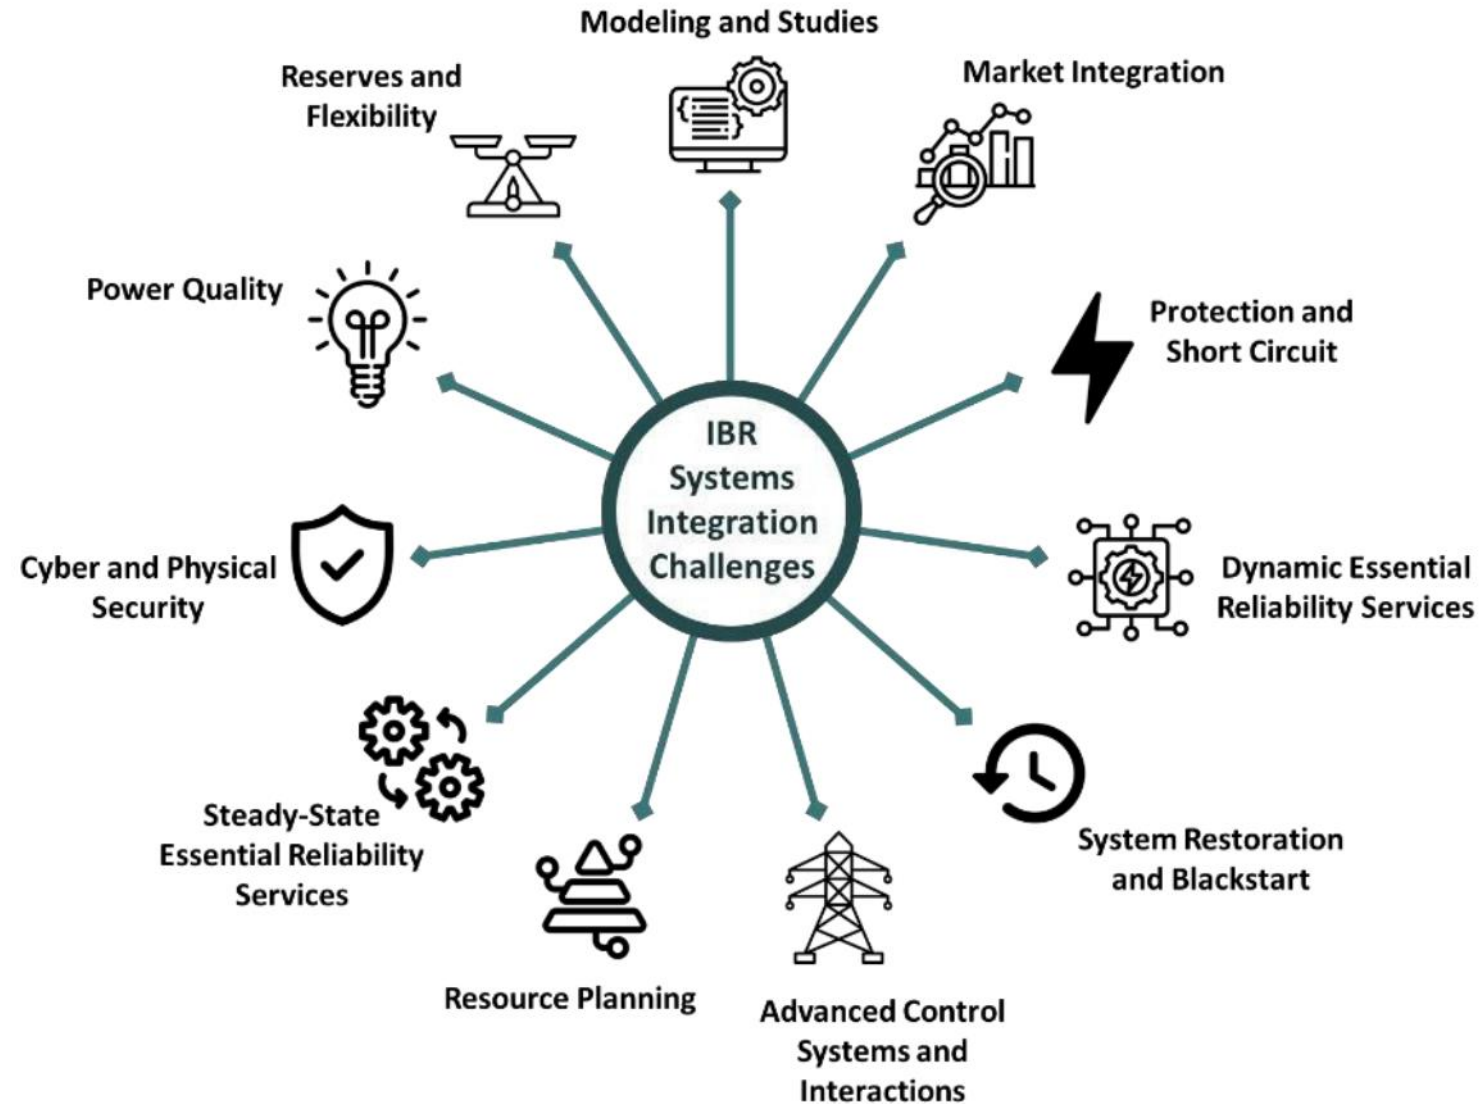 Modeling and Studies
Market Integration
Reserves and
Flexibility
Power Quality
Protection and
Short Circuit
IBR
Systems
Integration
Challenges
Cyber and Physical
Security
Dynamic Essential
Reliability Services
Steady-State
Essential Reliability
Services
System Restoration
and Blackstart
Resource Planning
Advanced Control
Systems and
Interactions